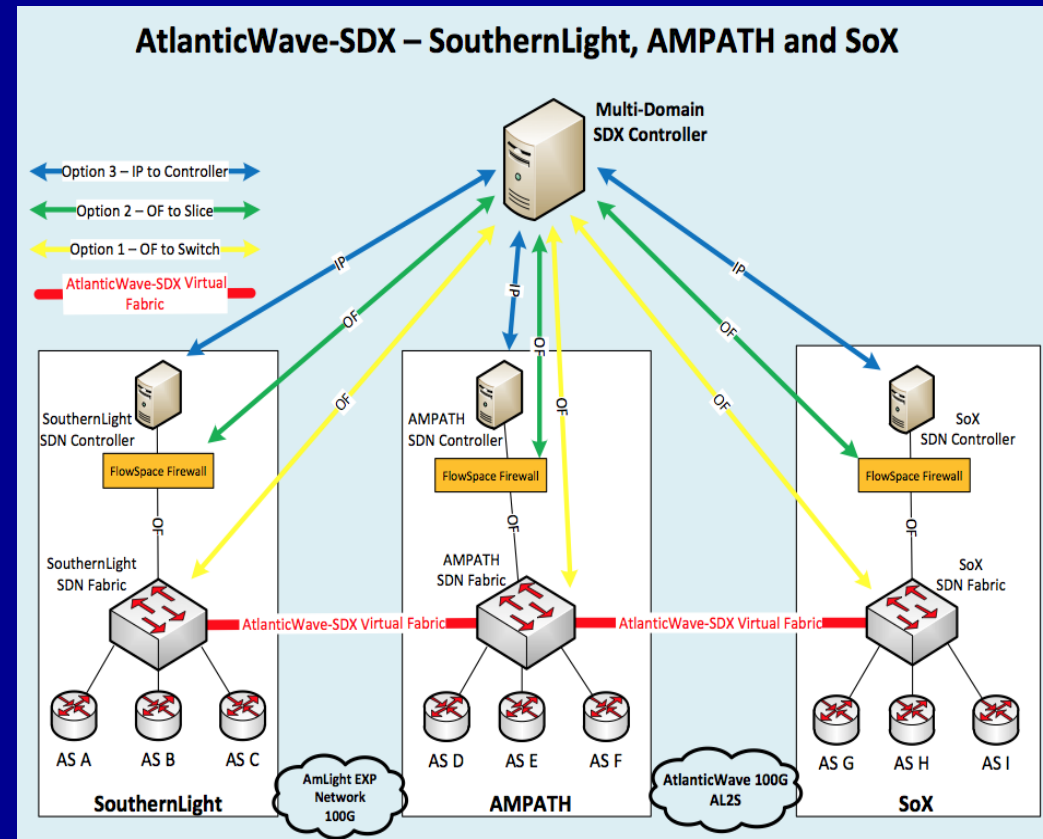 AtlanticWave-SDX – SouthernLight, AMPATH and SoX
Multi-Domain
SDX Controller
Option 3 – IP to Controller
Option 2 – OF to Slice
Option 1 – OF to Switch
AtlanticWave-SDX Virtual
Fabric
IP
IP
IP
OF
OF
OF
OF
OF
OF
SouthernLight
SDN Controller
FlowSpace Firewall
OF
SouthernLight
SDN Fabric
AMPATH
SDN Controller
FlowSpace Firewall
OF
AMPATH
SDN Fabric
SoX
SDN Controller
FlowSpace Firewall
OF
SoX
SDN Fabric
AtlanticWave-SDX Virtual Fabric
AtlanticWave-SDX Virtual Fabric
AS A
AS B
AS C
AS D
AS E
AS F
AS G
AS H
AS I
SouthernLight
AmLight EXP
Network
100G
AMPATH
AtlanticWave 100G
AL2S
SoX